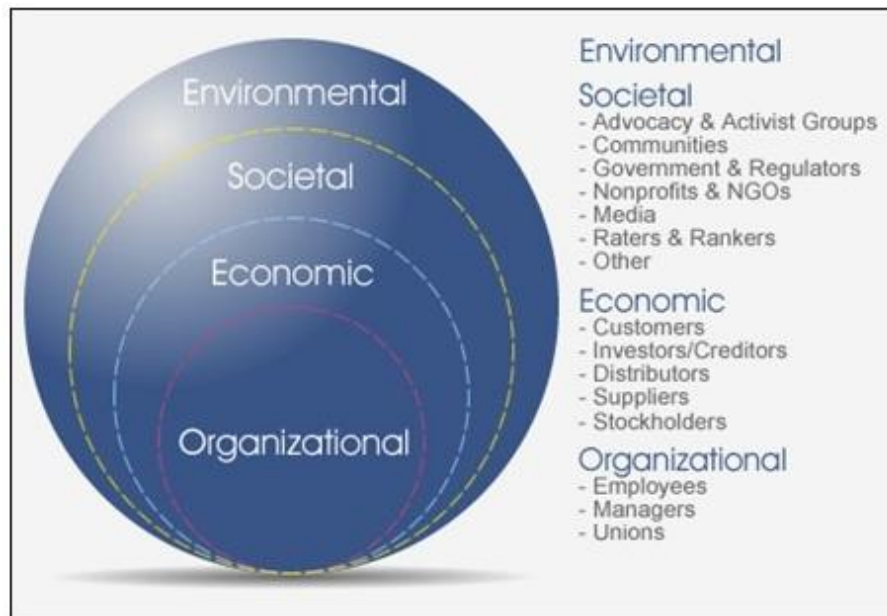 Environmental
Societal
Economic
Organizational
Environmental
Societal
- Advocacy & Activist Groups
- Communities
- Government & Regulators
- Nonprofits & NGOs
- Media
- Raters & Rankers
- Other
Economic
- Customers
- Investors/Creditors
- Distributors
- Suppliers
- Stockholders
Organizational
- Employees
- Managers
- Unions